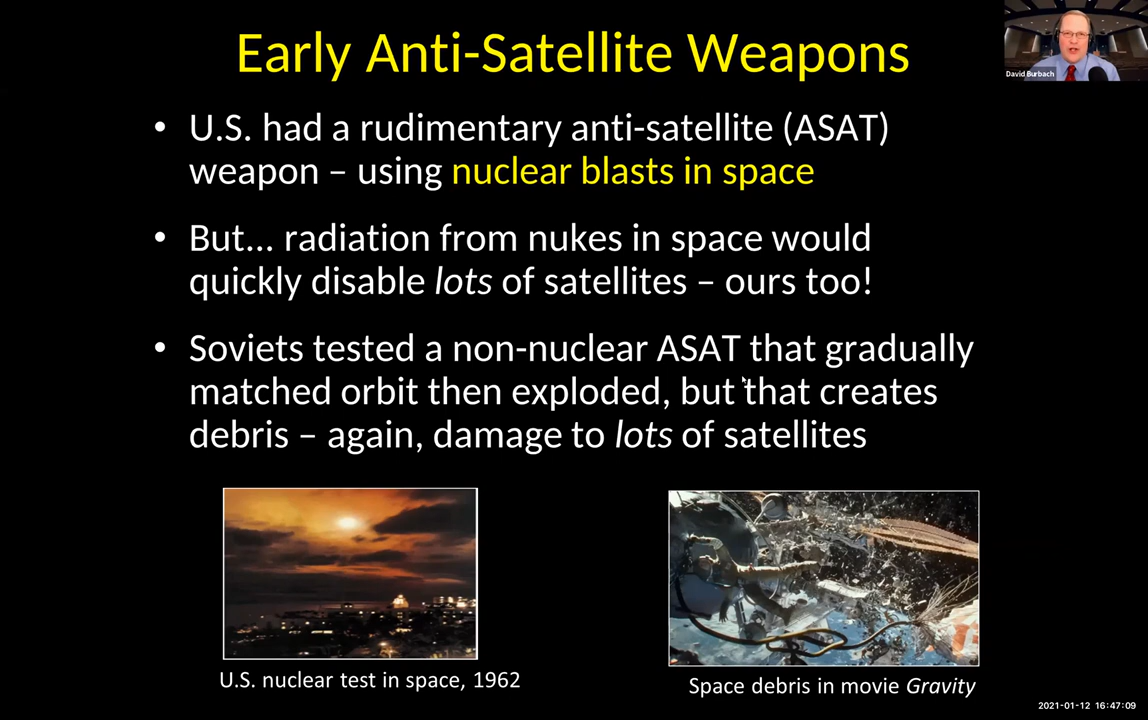 Early Anti-Satellite Weapons
David Burbach
• U.S. had a rudimentary anti-satellite (ASAT)
weapon – using nuclear blasts in space
• But... radiation from nukes in space would
quickly disable lots of satellites – ours too!
• Soviets tested a non-nuclear ASAT that gradually
matched orbit then exploded, but that creates
debris – again, damage to lots of satellites
U.S. nuclear test in space, 1962
Space debris in movie Gravity
2021-01-12 16:47:09